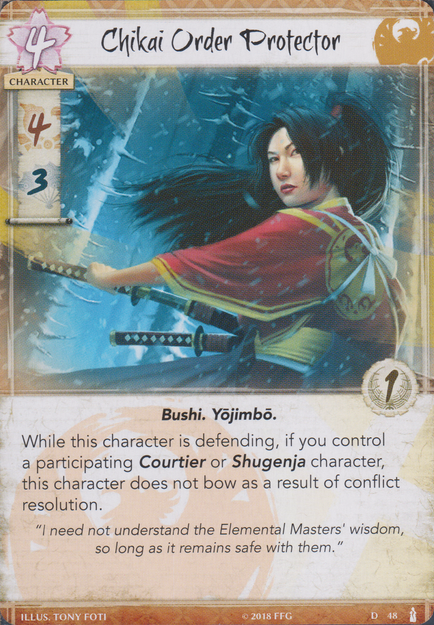 4
Chikai Order Protector
CHARACTER
4
3
1
Bushi. Yōjimbō.
While this character is defending, if you control
a participating Courtier or Shugenja character,
this character does not bow as a result of conflict
resolution.
"I need not understand the Elemental Masters' wisdom,
so long as it remains safe with them."
ILLUS. TONY FOTI © 2018 FFG D 48